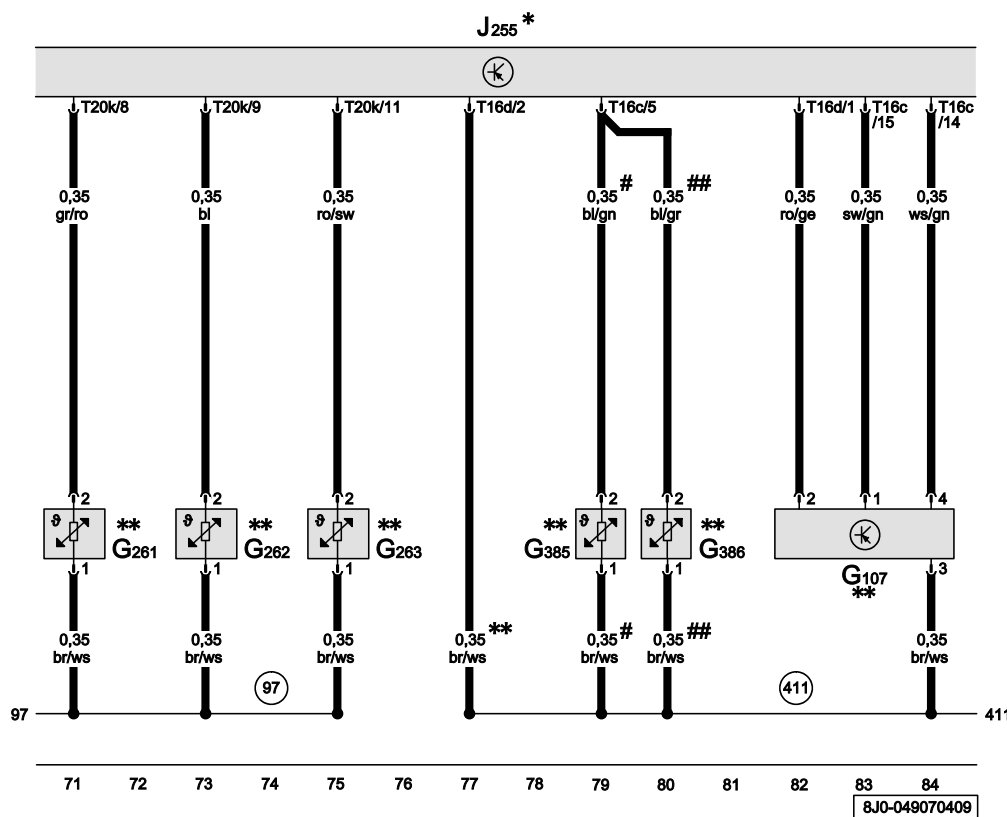 J255 *
T20k/8 T20k/9 T20k/11 T16d/2 T16c/5 T16d/1 T16c T16c
/15 /14
0,35 0,35 0,35 0,35 # 0,35 ## 0,35 0,35 0,35
gr/ro bl ro/sw bl/gn bl/gr ro/ge sw/gn ws/gn
2 2 2 2 2 2 1 4
ϑ ** ϑ ** ϑ ** ** ϑ ϑ **
G261 G262 G263 G385 G386
1 1 1 1 1 G107 3
**
0,35 0,35 0,35 0,35 ** 0,35 # 0,35 ## 0,35
br/ws br/ws br/ws br/ws br/ws br/ws br/ws
97 411
97 411
71 72 73 74 75 76 77 78 79 80 81 82 83 84
8J0-049070409